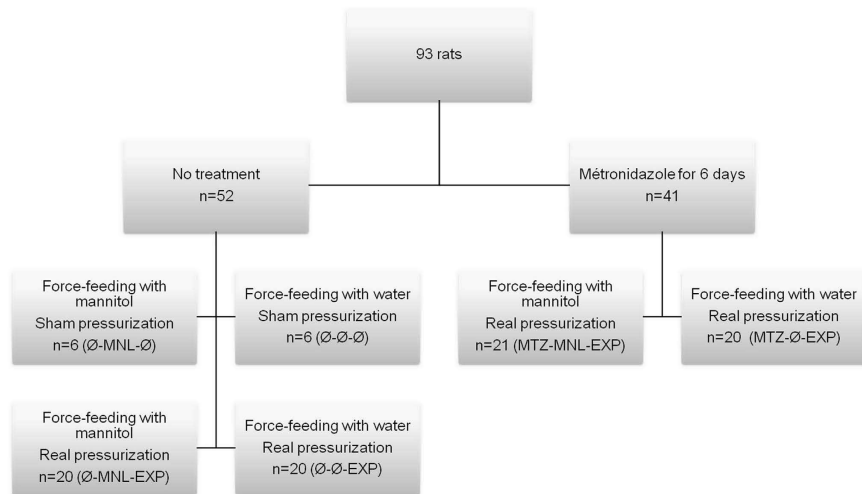 93 rats
No treatment
n=52
Métronidazole for 6 days
n=41
Force-feeding with
mannitol
Sham pressurization
n=6 (Ø-MNL-Ø)
Force-feeding with water
Sham pressurization
n=6 (Ø-Ø-Ø)
Force-feeding with
mannitol
Real pressurization
n=21 (MTZ-MNL-EXP)
Force-feeding with water
Real pressurization
n=20 (MTZ-Ø-EXP)
Force-feeding with
mannitol
Real pressurization
n=20 (Ø-MNL-EXP)
Force-feeding with water
Real pressurization
n=20 (Ø-Ø-EXP)